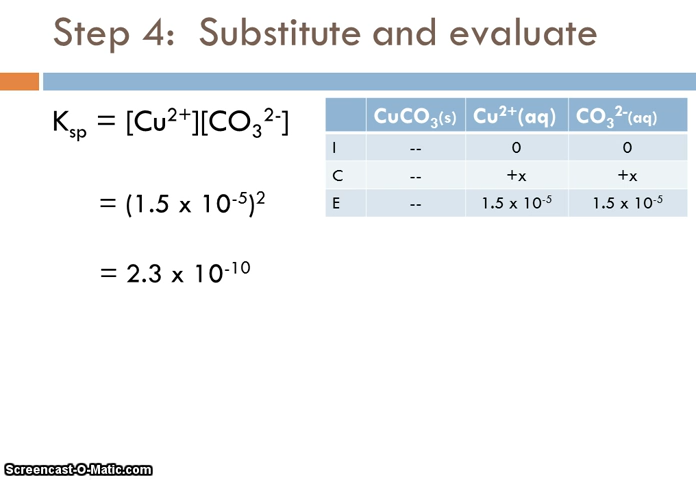 Step 4: Substitute and evaluate
Ksp = [Cu²⁺][CO₃²⁻]
= (1.5 x 10⁻⁵)²
= 2.3 x 10⁻¹⁰
CuCO₃(s) Cu²⁺(aq) CO₃²⁻(aq)
I -- 0 0
C -- +x +x
E -- 1.5 x 10⁻⁵ 1.5 x 10⁻⁵
Screencast-O-Matic.com